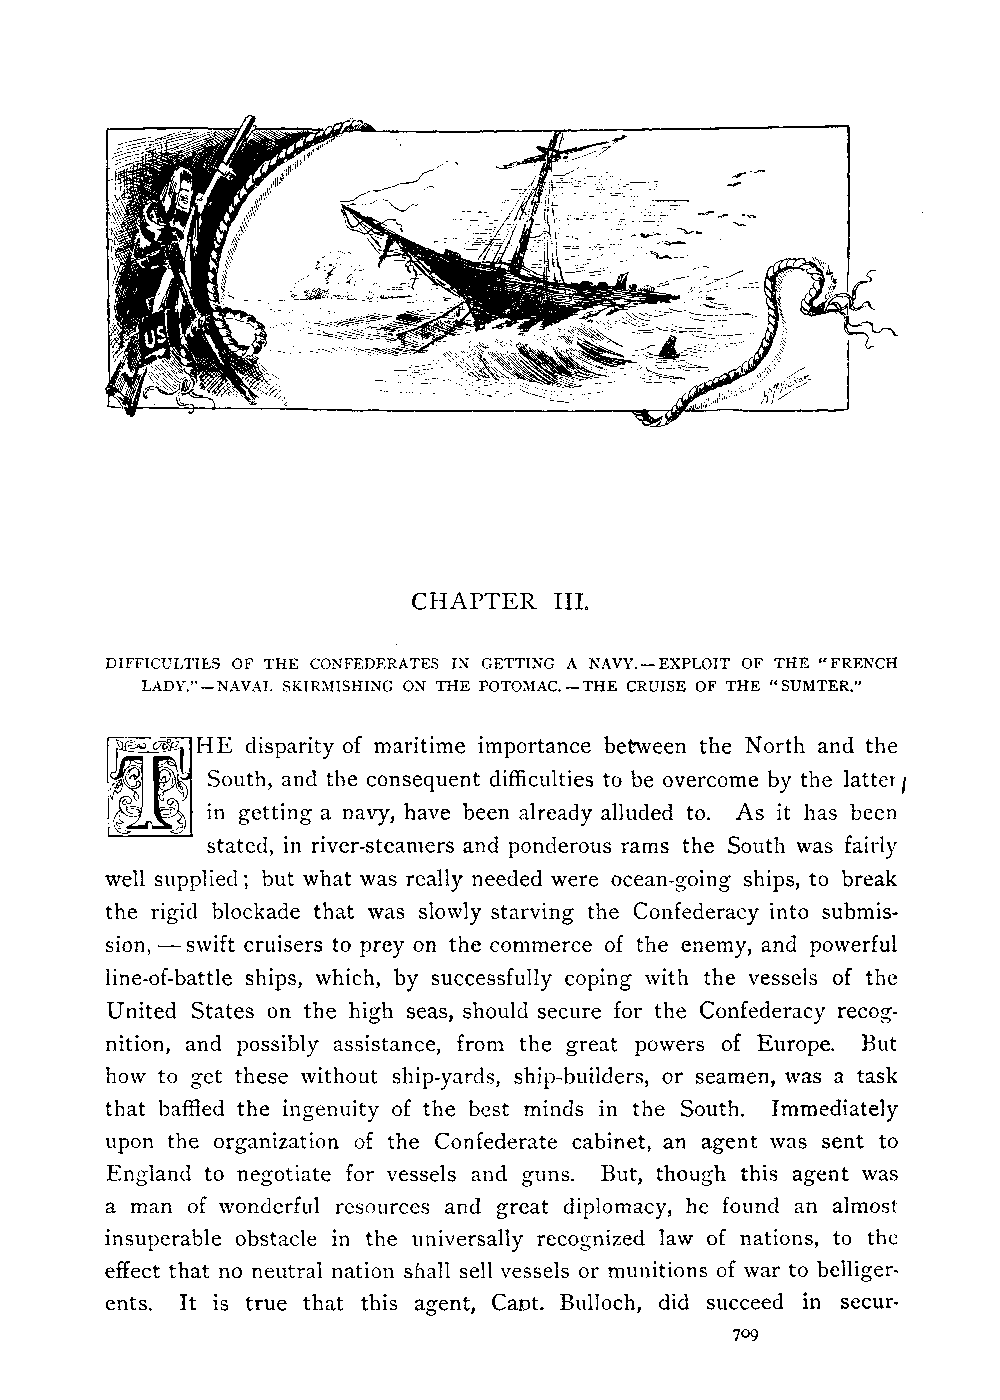 US
CHAPTER III.
DIFFICULTIES OF THE CONFEDERATES IN GETTING A NAVY.—EXPLOIT OF THE "FRENCH
LADY."—NAVAL SKIRMISHING ON THE POTOMAC.—THE CRUISE OF THE "SUMTER."
THE disparity of maritime importance between the North and the
South, and the consequent difficulties to be overcome by the latter
in getting a navy, have been already alluded to. As it has been
stated, in river-steamers and ponderous rams the South was fairly
well supplied; but what was really needed were ocean-going ships, to break
the rigid blockade that was slowly starving the Confederacy into submis-
sion,—swift cruisers to prey on the commerce of the enemy, and powerful
line-of-battle ships, which, by successfully coping with the vessels of the
United States on the high seas, should secure for the Confederacy recog-
nition, and possibly assistance, from the great powers of Europe. But
how to get these without ship-yards, ship-builders, or seamen, was a task
that baffled the ingenuity of the best minds in the South. Immediately
upon the organization of the Confederate cabinet, an agent was sent to
England to negotiate for vessels and guns. But, though this agent was
a man of wonderful resources and great diplomacy, he found an almost
insuperable obstacle in the universally recognized law of nations, to the
effect that no neutral nation shall sell vessels or munitions of war to belliger-
ents. It is true that this agent, Capt. Bulloch, did succeed in secur-
709